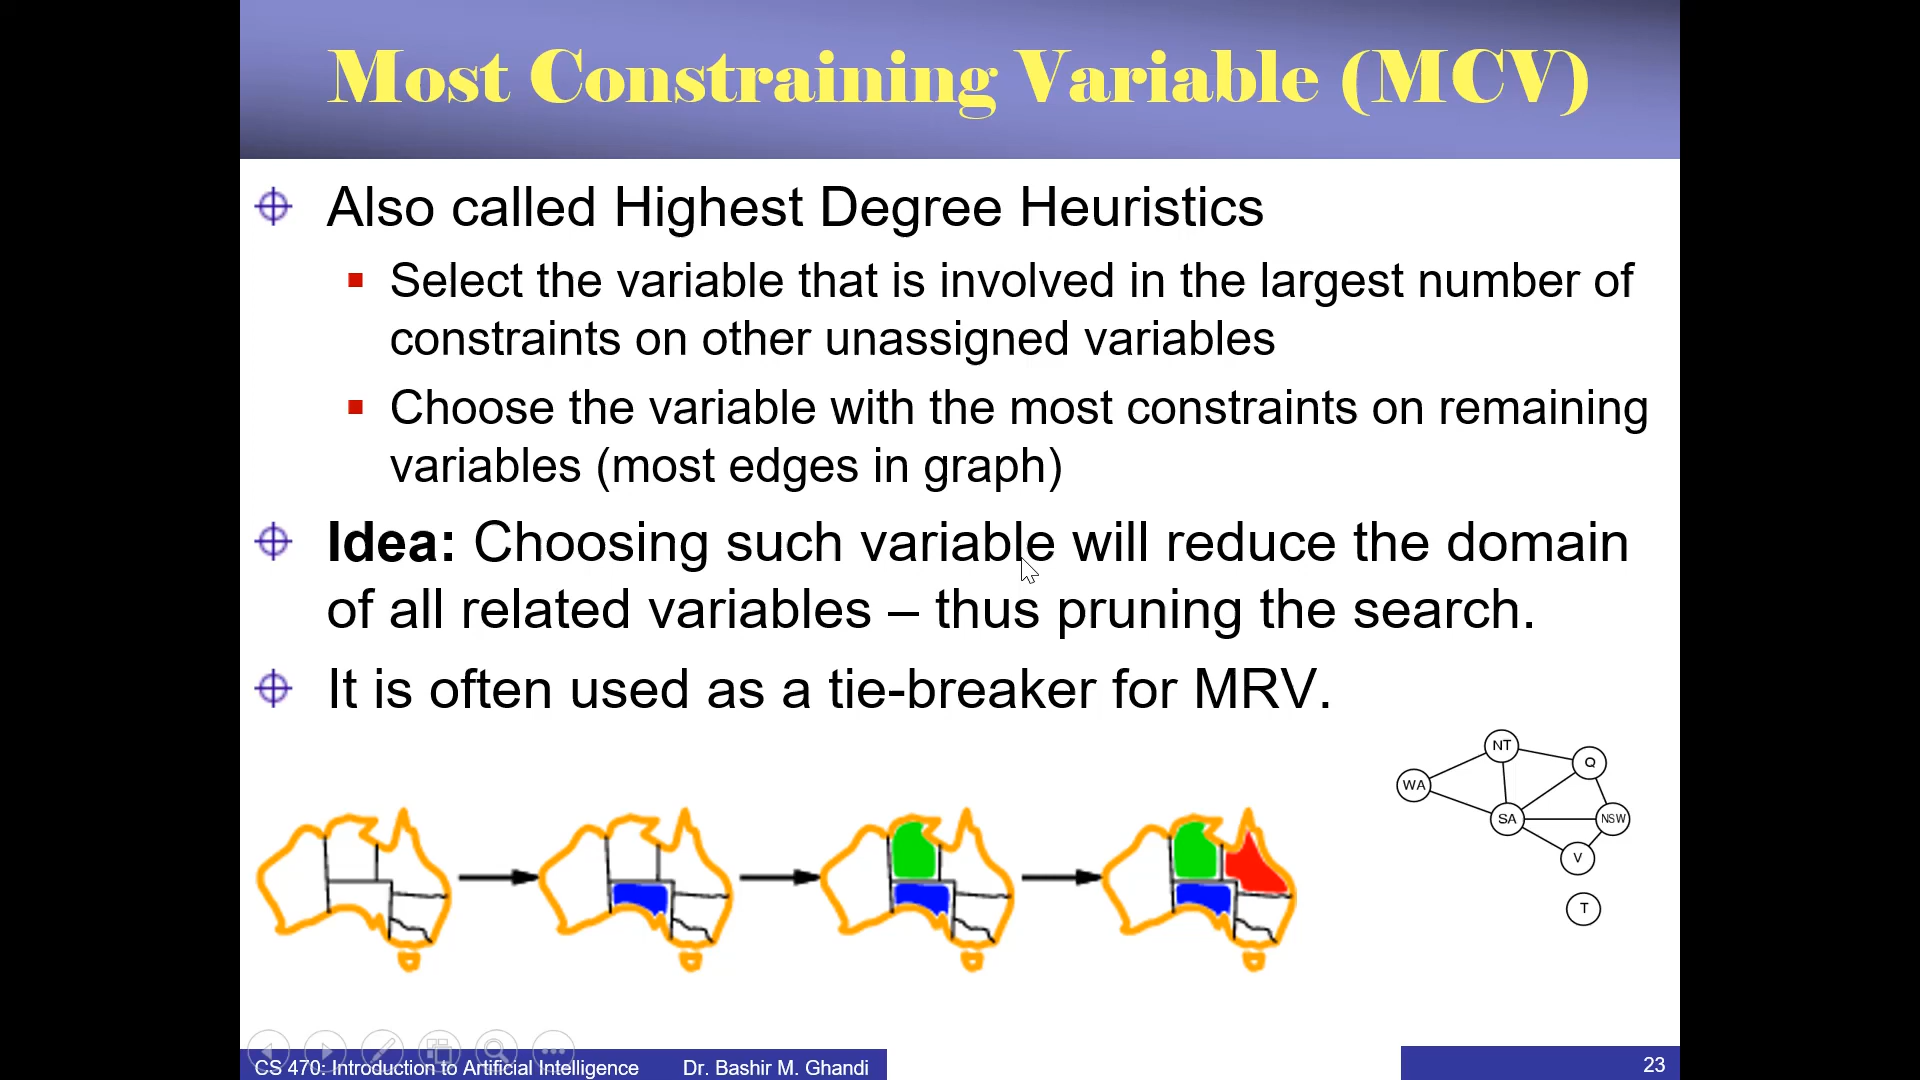 Most Constraining Variable (MCV)
Also called Highest Degree Heuristics
Select the variable that is involved in the largest number of
constraints on other unassigned variables
Choose the variable with the most constraints on remaining
variables (most edges in graph)
Idea: Choosing such variable will reduce the domain
of all related variables – thus pruning the search.
It is often used as a tie-breaker for MRV.
NT
Q
WA
SA
NSW
V
T
CS 470: Introduction to Artificial Intelligence
Dr. Bashir M. Ghandi
23